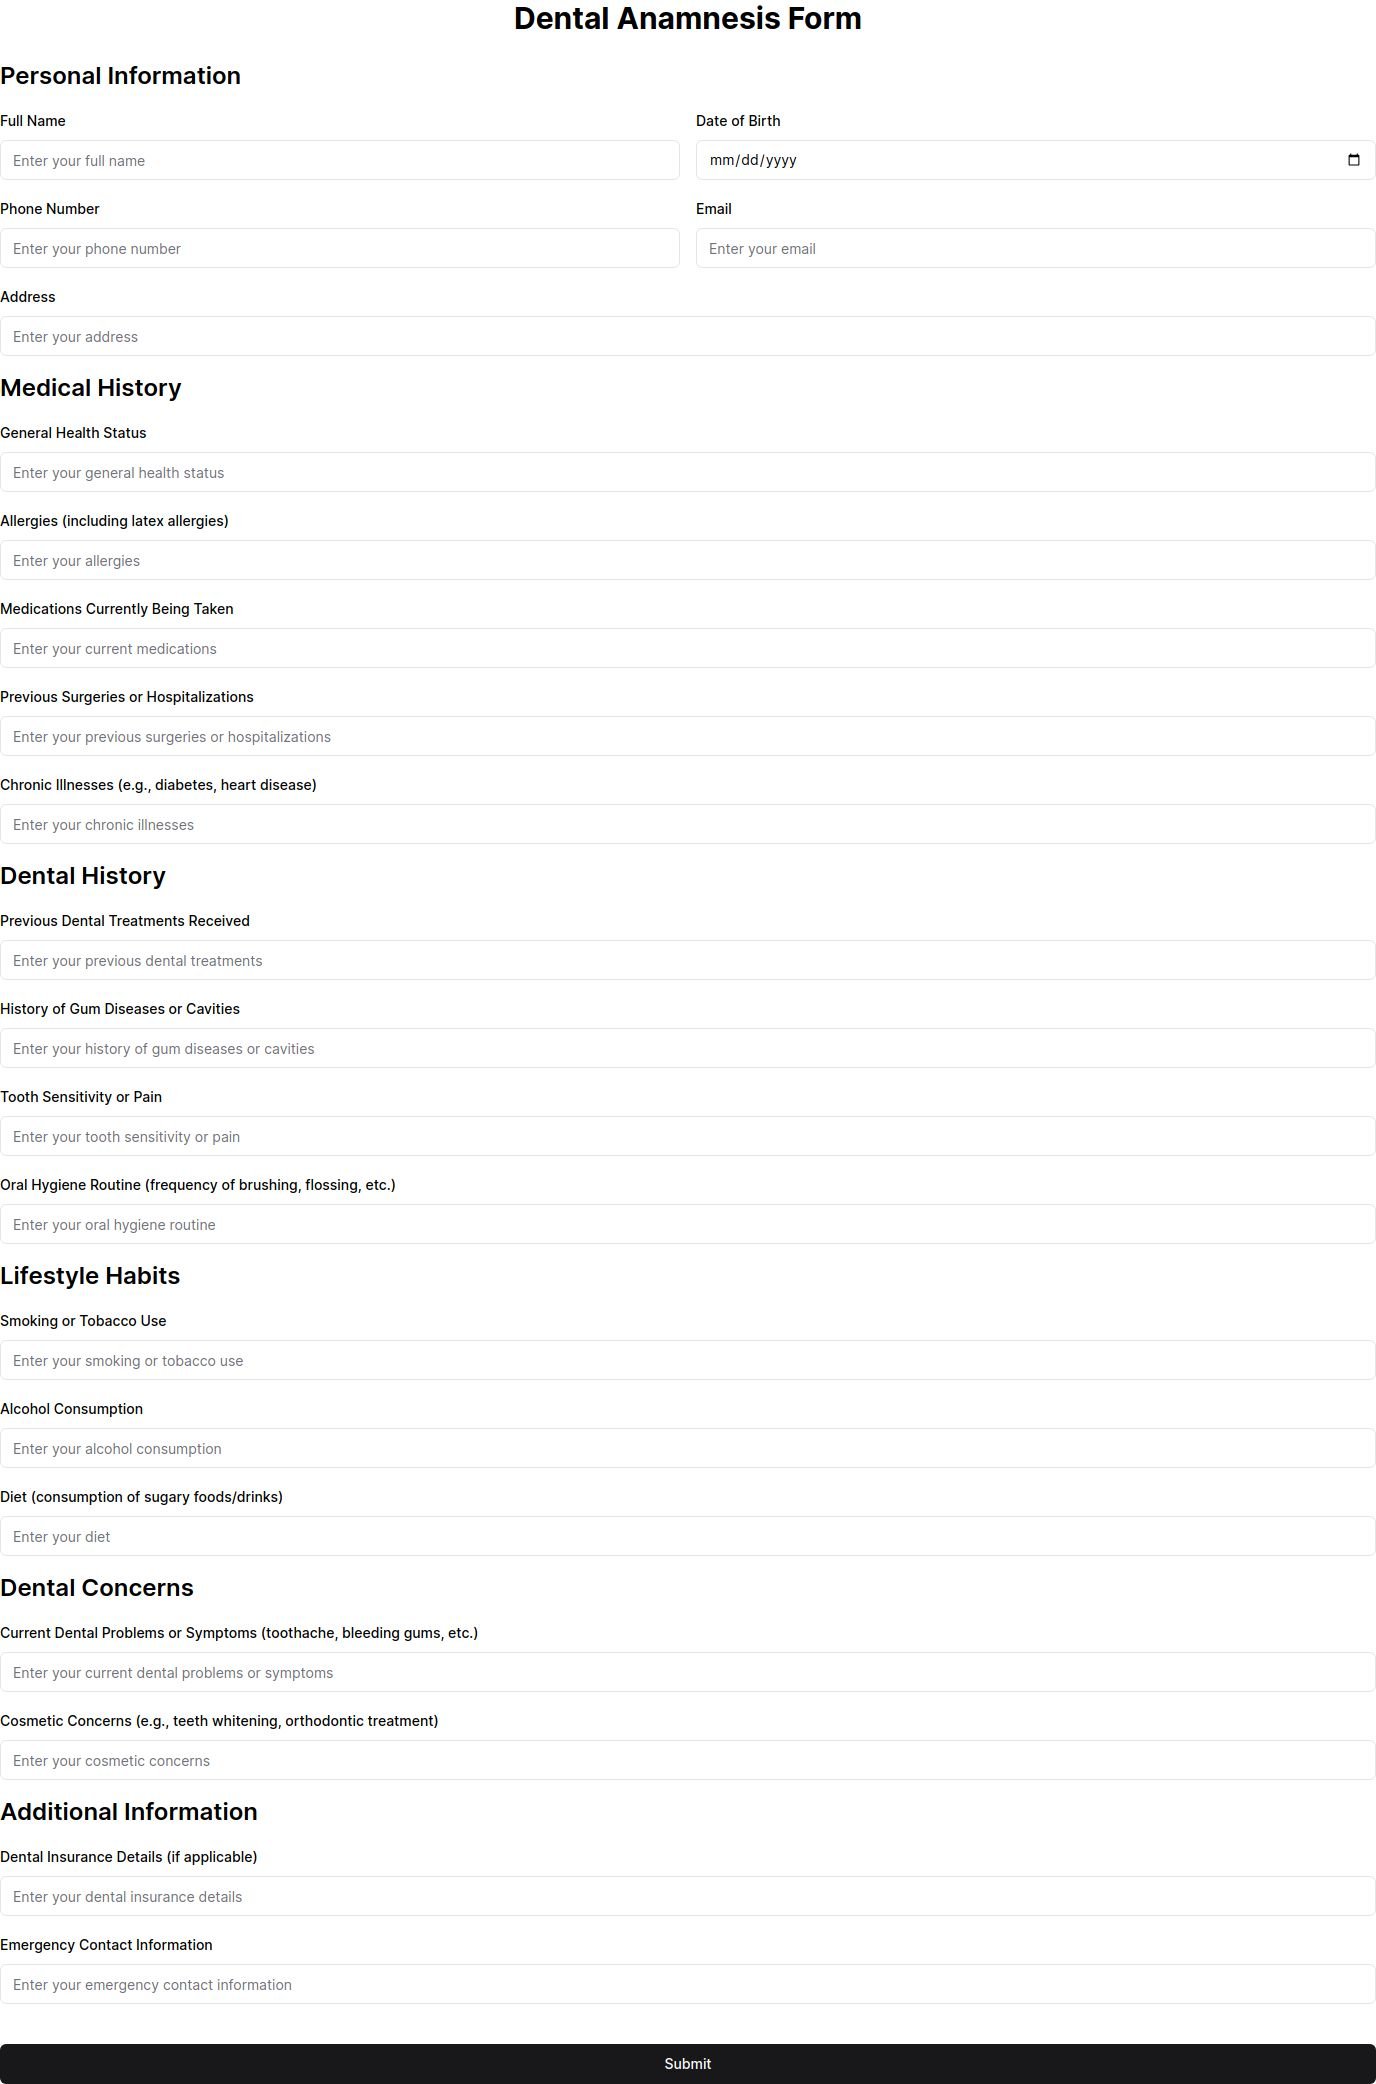 Dental Anamnesis Form
Personal Information
Full Name
Enter your full name
Date of Birth
mm/dd/yyyy
Phone Number
Enter your phone number
Email
Enter your email
Address
Enter your address
Medical History
General Health Status
Enter your general health status
Allergies (including latex allergies)
Enter your allergies
Medications Currently Being Taken
Enter your current medications
Previous Surgeries or Hospitalizations
Enter your previous surgeries or hospitalizations
Chronic Illnesses (e.g., diabetes, heart disease)
Enter your chronic illnesses
Dental History
Previous Dental Treatments Received
Enter your previous dental treatments
History of Gum Diseases or Cavities
Enter your history of gum diseases or cavities
Tooth Sensitivity or Pain
Enter your tooth sensitivity or pain
Oral Hygiene Routine (frequency of brushing, flossing, etc.)
Enter your oral hygiene routine
Lifestyle Habits
Smoking or Tobacco Use
Enter your smoking or tobacco use
Alcohol Consumption
Enter your alcohol consumption
Diet (consumption of sugary foods/drinks)
Enter your diet
Dental Concerns
Current Dental Problems or Symptoms (toothache, bleeding gums, etc.)
Enter your current dental problems or symptoms
Cosmetic Concerns (e.g., teeth whitening, orthodontic treatment)
Enter your cosmetic concerns
Additional Information
Dental Insurance Details (if applicable)
Enter your dental insurance details
Emergency Contact Information
Enter your emergency contact information
Submit